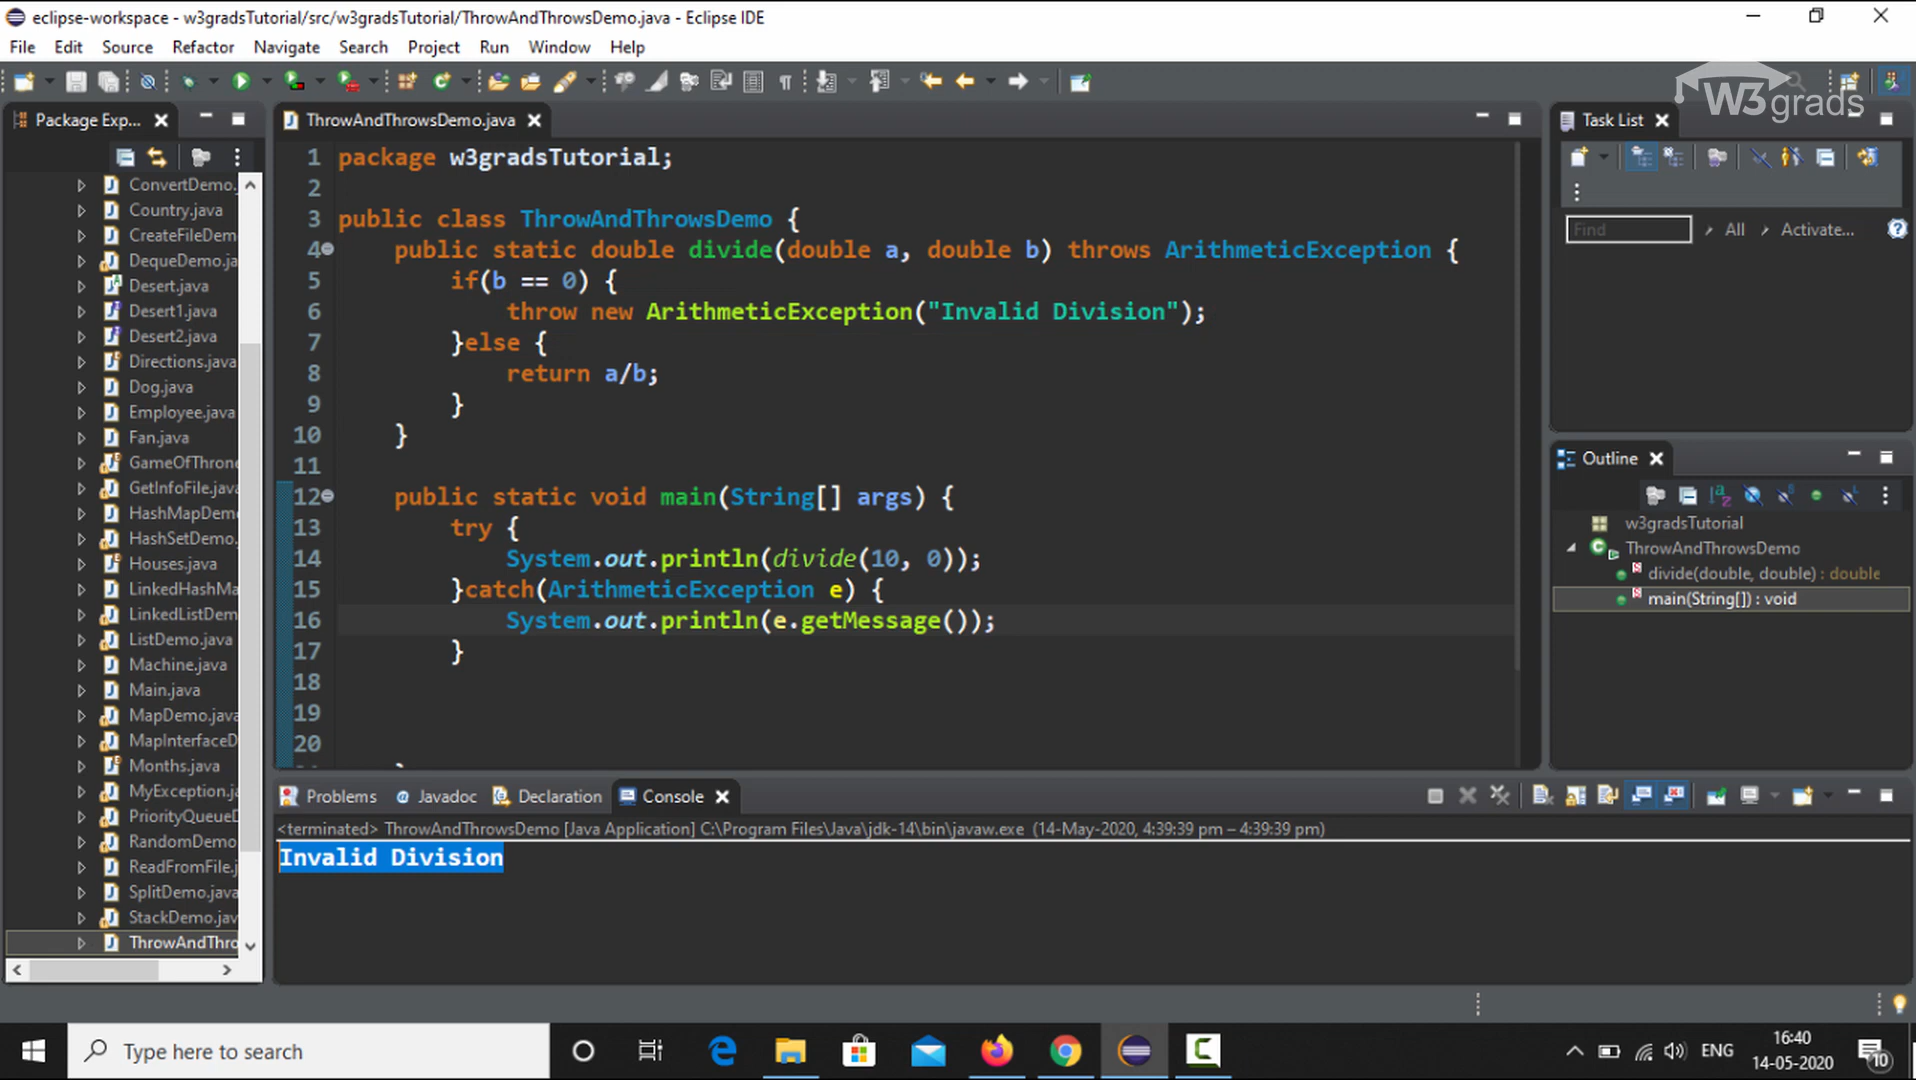 eclipse-workspace - w3gradsTutorial/src/w3gradsTutorial/ThrowAndThrowsDemo.java - Eclipse IDE
File Edit Source Refactor Navigate Search Project Run Window Help
W3grads
Package Exp...
ConvertDemo.
Country.java
CreateFileDem
DequeDemo.ja
Desert.java
Desert1.java
Desert2.java
Directions.java
Dog.java
Employee.java
Fan.java
GameOfThrone
GetInfoFile.java
HashMapDemo
HashSetDemo.
Houses.java
LinkedHashMa
LinkedListDem
ListDemo.java
Machine.java
Main.java
MapDemo.java
MapInterfaceD
Months.java
MyException.ja
PriorityQueueD
RandomDemo
ReadFromFile.j
SplitDemo.java
StackDemo.jav
ThrowAndThro
ThrowAndThrowsDemo.java
1 package w3gradsTutorial;
2
3 public class ThrowAndThrowsDemo {
4 public static double divide(double a, double b) throws ArithmeticException {
5 if(b == 0) {
6 throw new ArithmeticException("Invalid Division");
7 }else {
8 return a/b;
9 }
10 }
11
12 public static void main(String[] args) {
13 try {
14 System.out.println(divide(10, 0));
15 }catch(ArithmeticException e) {
16 System.out.println(e.getMessage());
17 }
18
19
20
Task List
Find All Activate...
Outline
w3gradsTutorial
ThrowAndThrowsDemo
divide(double, double) : double
main(String[]) : void
Problems @ Javadoc Declaration Console
<terminated> ThrowAndThrowsDemo [Java Application] C:\Program Files\Java\jdk-14\bin\javaw.exe (14-May-2020, 4:39:39 pm – 4:39:39 pm)
Invalid Division
Type here to search
ENG
16:40
14-05-2020
10